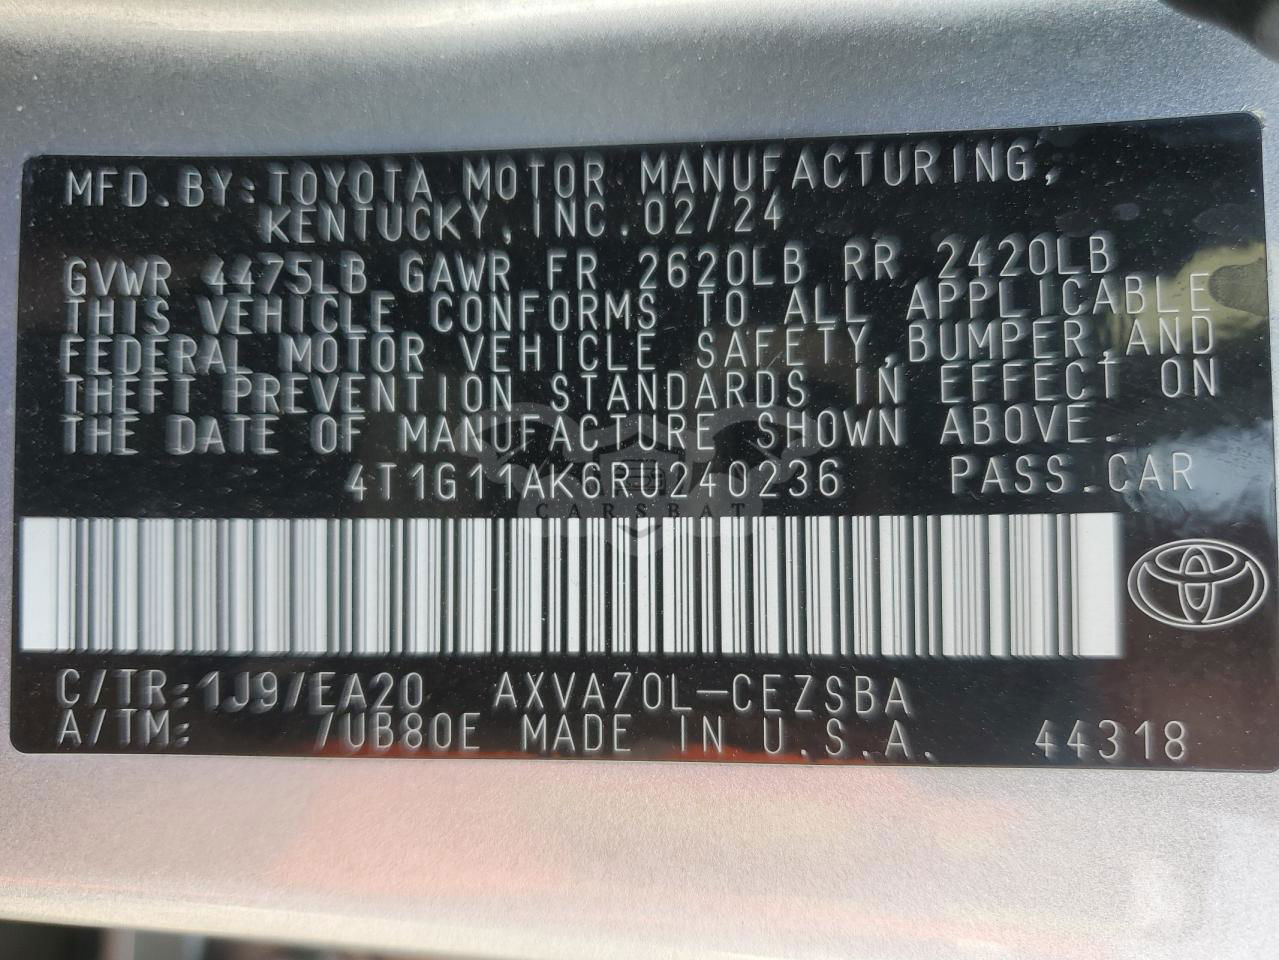 MFD.BY:TOYOTA MOTOR MANUFACTURING,
KENTUCKY,INC.02/24
GVWR 4475LB GAWR FR 2620LB RR 2420LB
THIS VEHICLE CONFORMS TO ALL APPLICABLE
FEDERAL MOTOR VEHICLE SAFETY,BUMPER,AND
THEFT PREVENTION STANDARDS IN EFFECT ON
THE DATE OF MANUFACTURE SHOWN ABOVE.
4T1G11AK6RU240236 PASS.CAR
CARSBAT
C/TR:1J9/EA20 AXVA70L-CEZSBA
A/TM: /UB80E MADE IN U.S.A. 44318